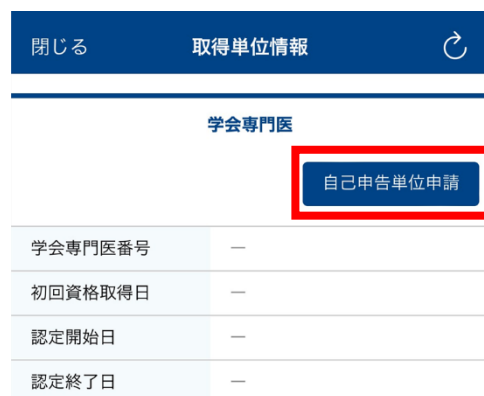 閉じる 取得単位情報
学会専門医
自己申告単位申請
学会専門医番号 —
初回資格取得日 —
認定開始日 —
認定終了日 —